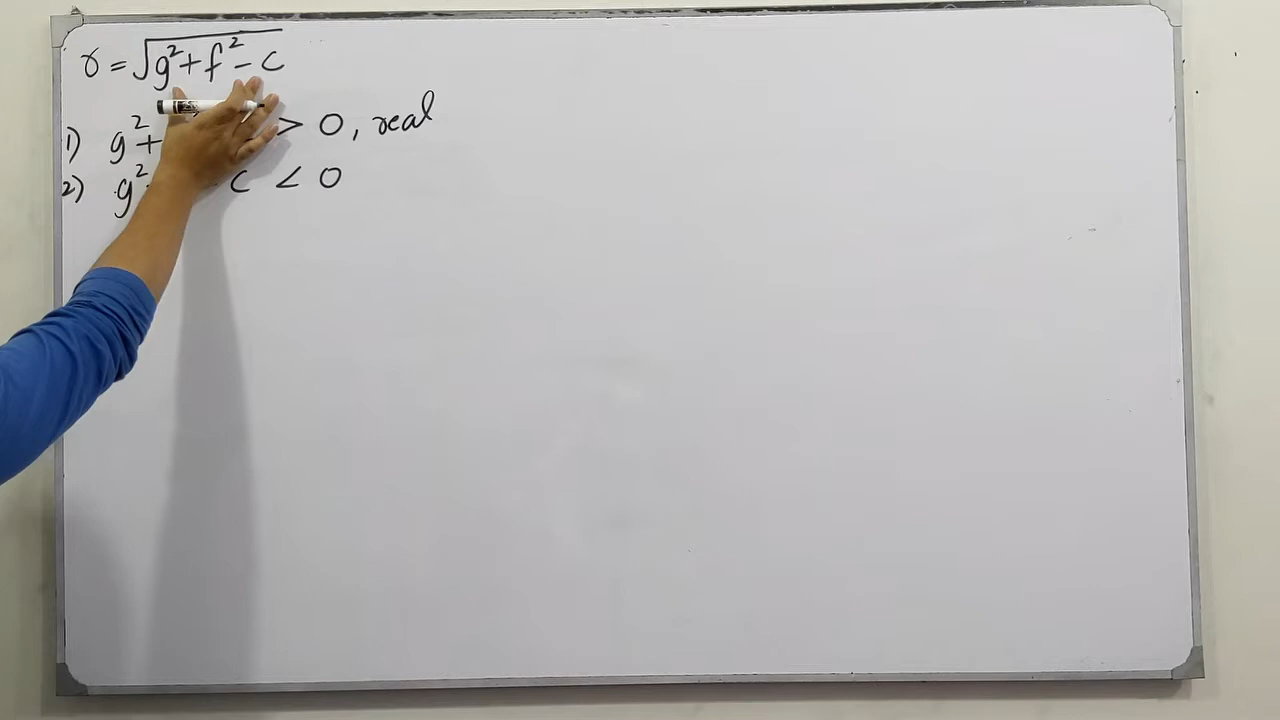 r = √g²+f²-c
1) g²+ > 0, real
2) g² - c < 0